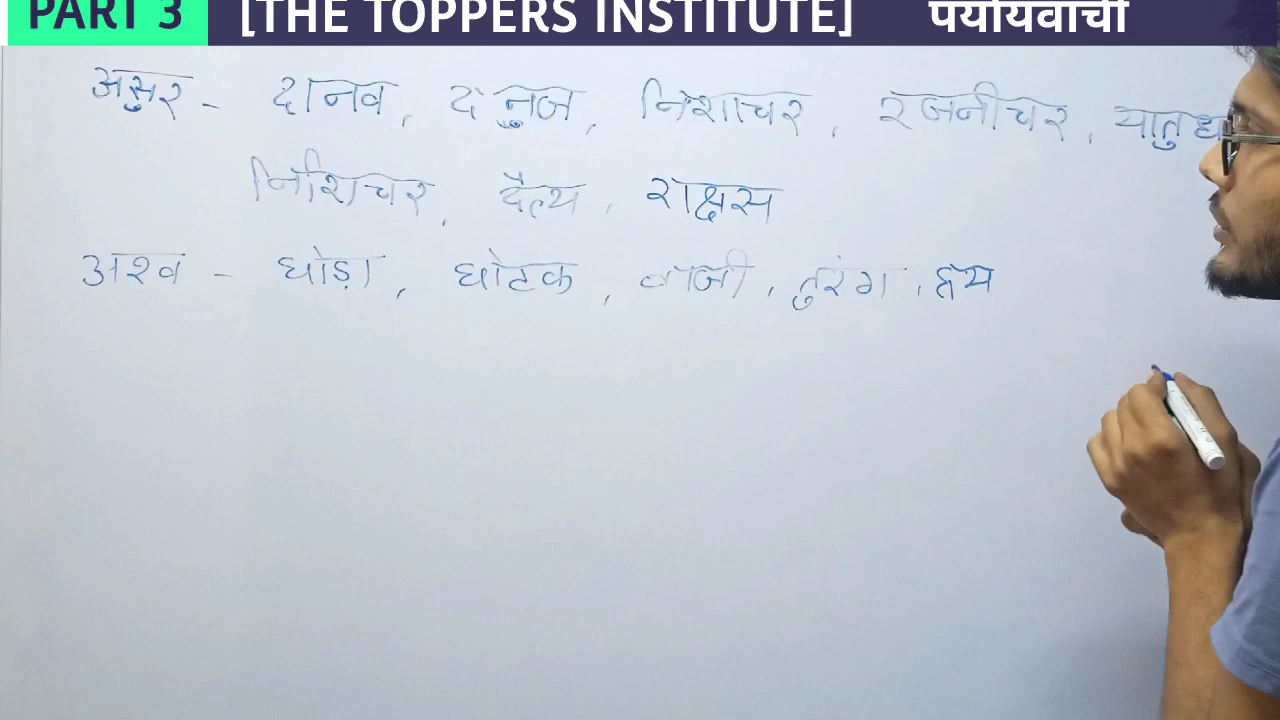 PART 3 [THE TOPPERS INSTITUTE] पर्यायवाची
असुर - दानव, दनुज, निशाचर, रजनीचर, यातुधा
निशिचर, दैत्य, राक्षस
अश्व - घोड़ा, घोटक, वाजी, तुरंग, हय